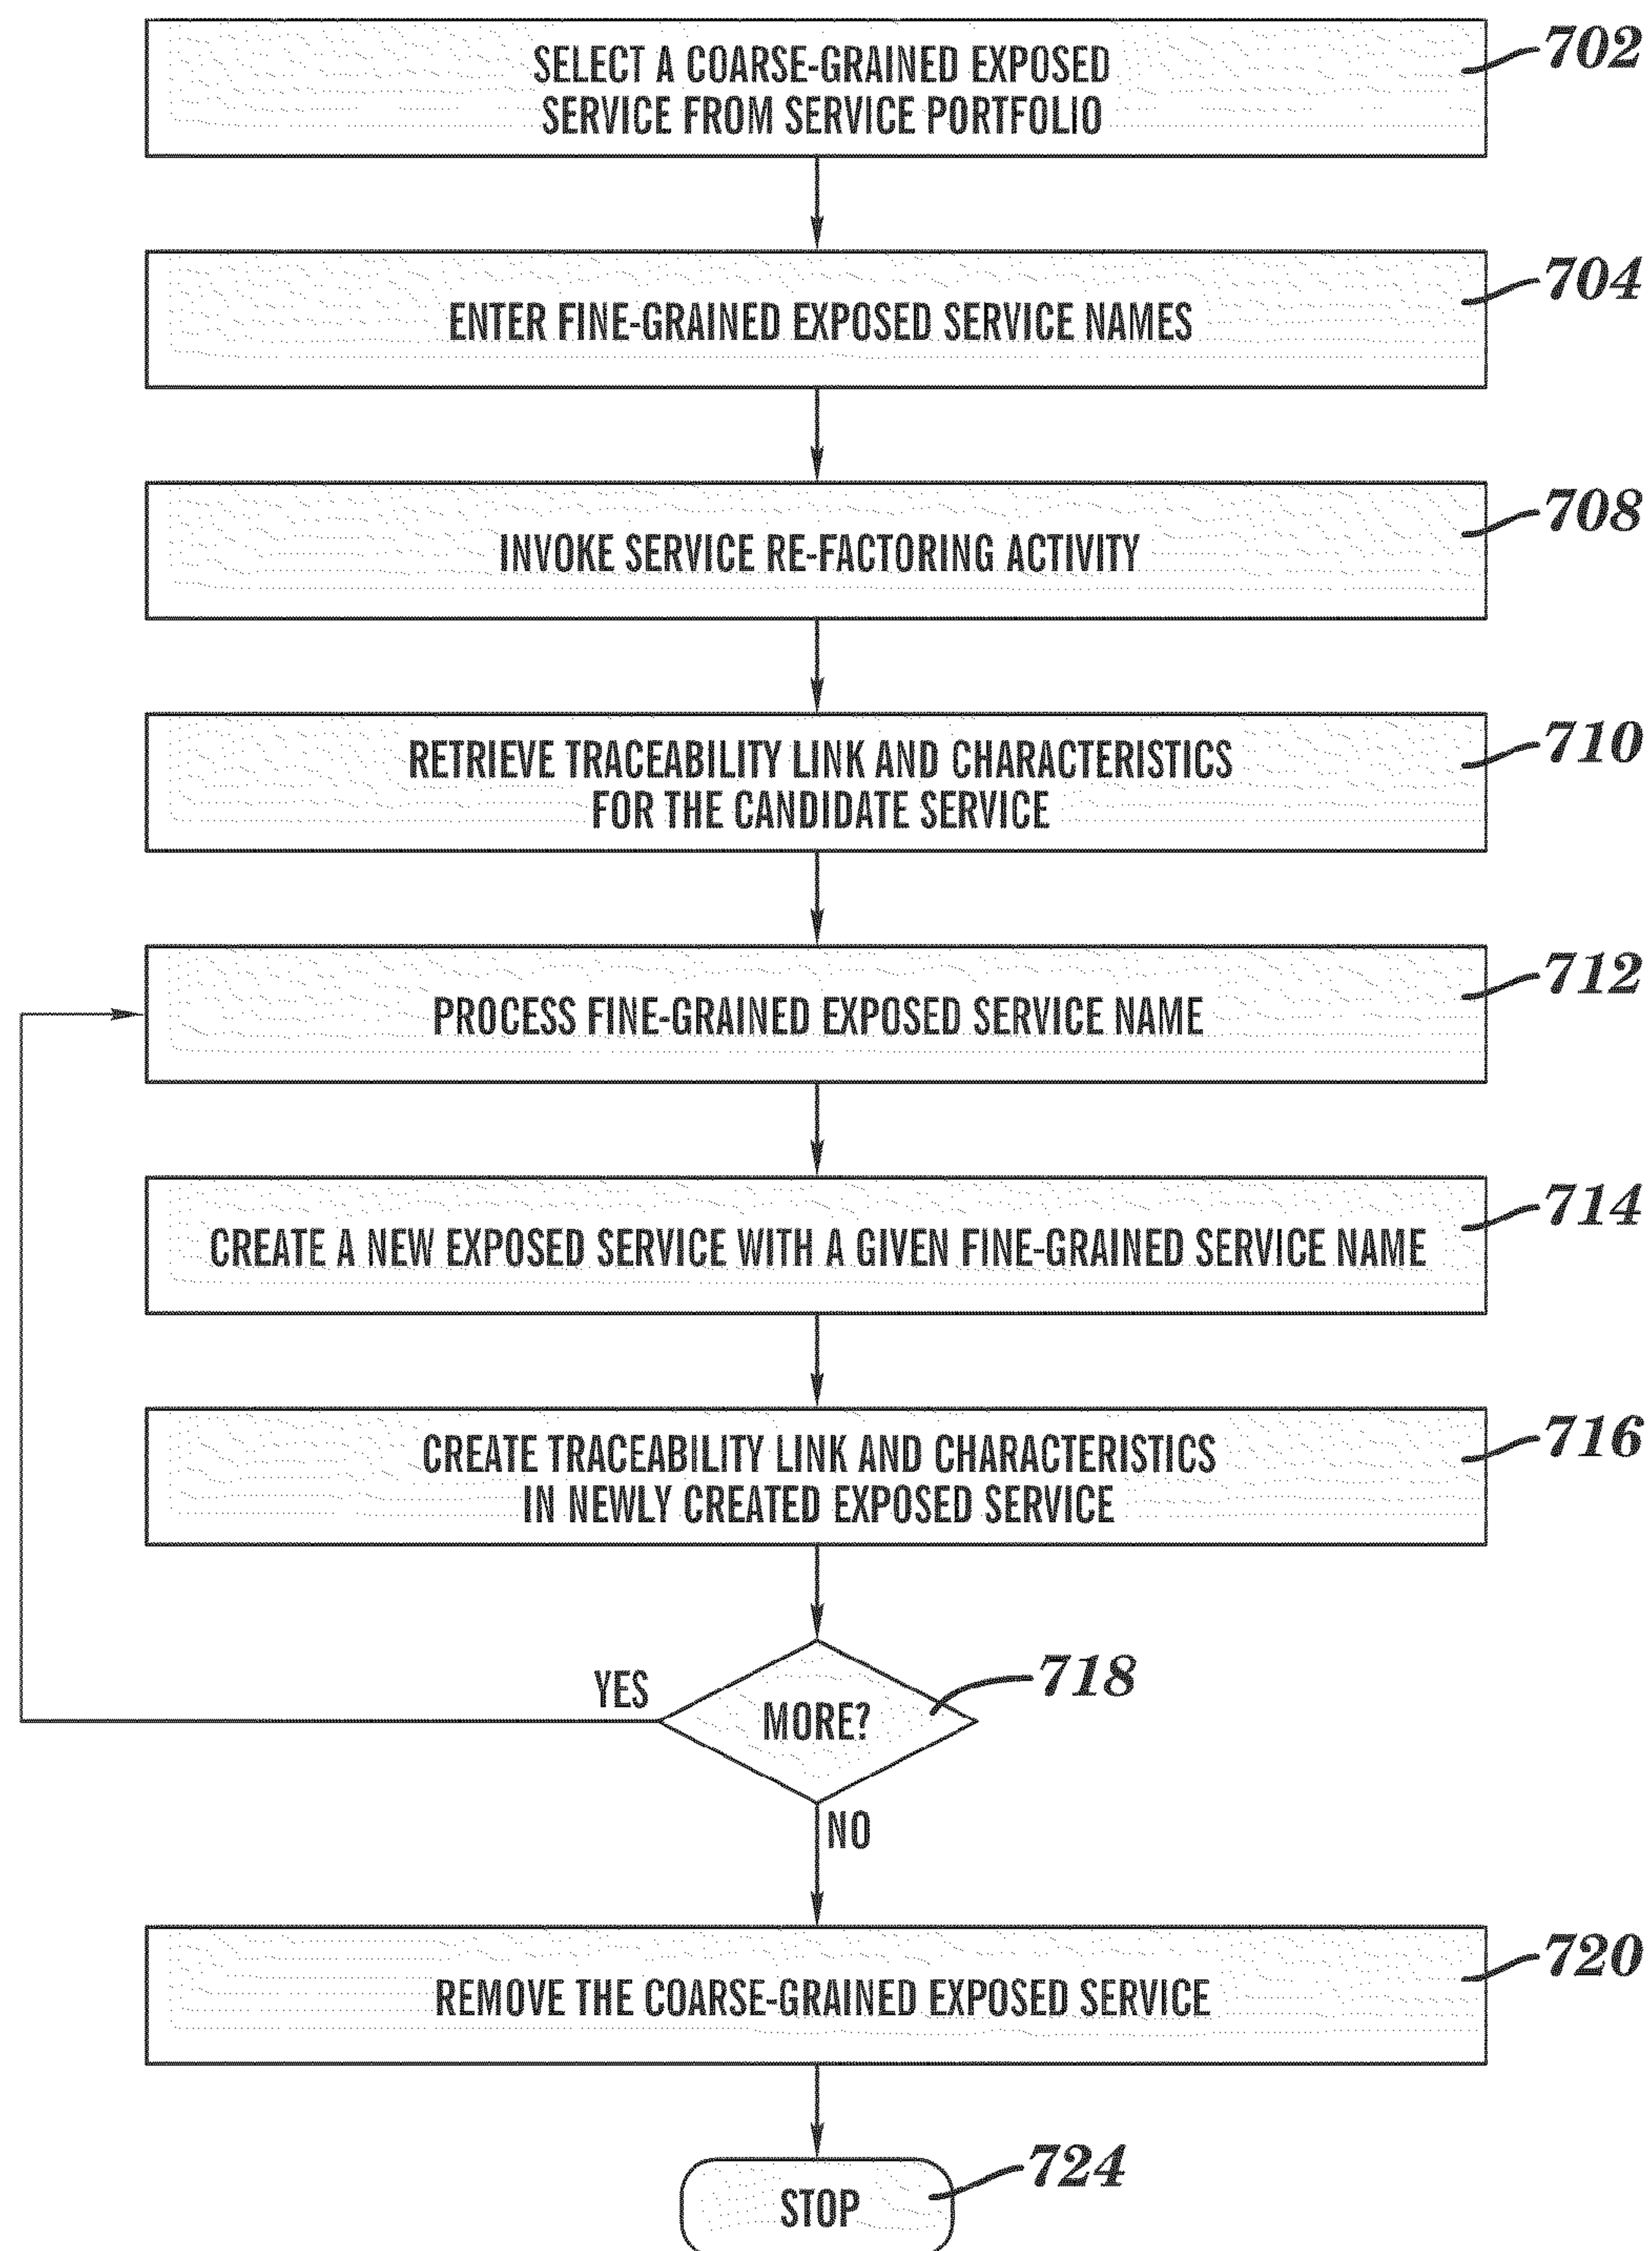 SELECT A COARSE-GRAINED EXPOSED
SERVICE FROM SERVICE PORTFOLIO
702
ENTER FINE-GRAINED EXPOSED SERVICE NAMES
704
INVOKE SERVICE RE-FACTORING ACTIVITY
708
RETRIEVE TRACEABILITY LINK AND CHARACTERISTICS
FOR THE CANDIDATE SERVICE
710
PROCESS FINE-GRAINED EXPOSED SERVICE NAME
712
CREATE A NEW EXPOSED SERVICE WITH A GIVEN FINE-GRAINED SERVICE NAME
714
CREATE TRACEABILITY LINK AND CHARACTERISTICS
IN NEWLY CREATED EXPOSED SERVICE
716
YES
MORE?
718
NO
REMOVE THE COARSE-GRAINED EXPOSED SERVICE
720
STOP
724